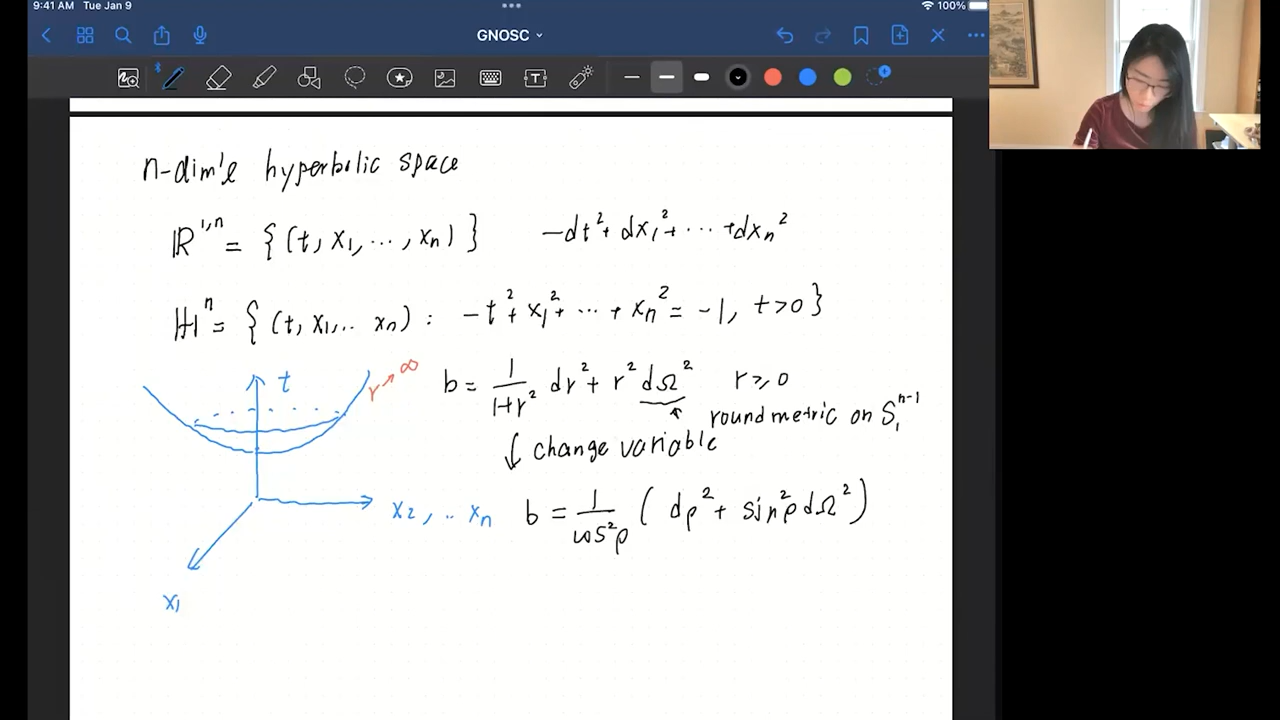 9:41 AM Tue Jan 9
100%
GNOSC
n-dim'l hyperbolic space
ℝ^{1,n} = { (t, x₁, ..., xₙ) } -dt² + dx₁² + ... + dxₙ²
ℍⁿ = { (t, x₁, .. xₙ) : -t² + x₁² + ... + xₙ² = -1, t > 0 }
t
r → ∞
b = 1/(1+r²) dr² + r² dΩ² r ≥ 0
↑ round metric on S₁^{n-1}
↓ change variable
x₂, .. xₙ
b = 1/cos²ρ ( dρ² + sin²ρ dΩ² )
x₁